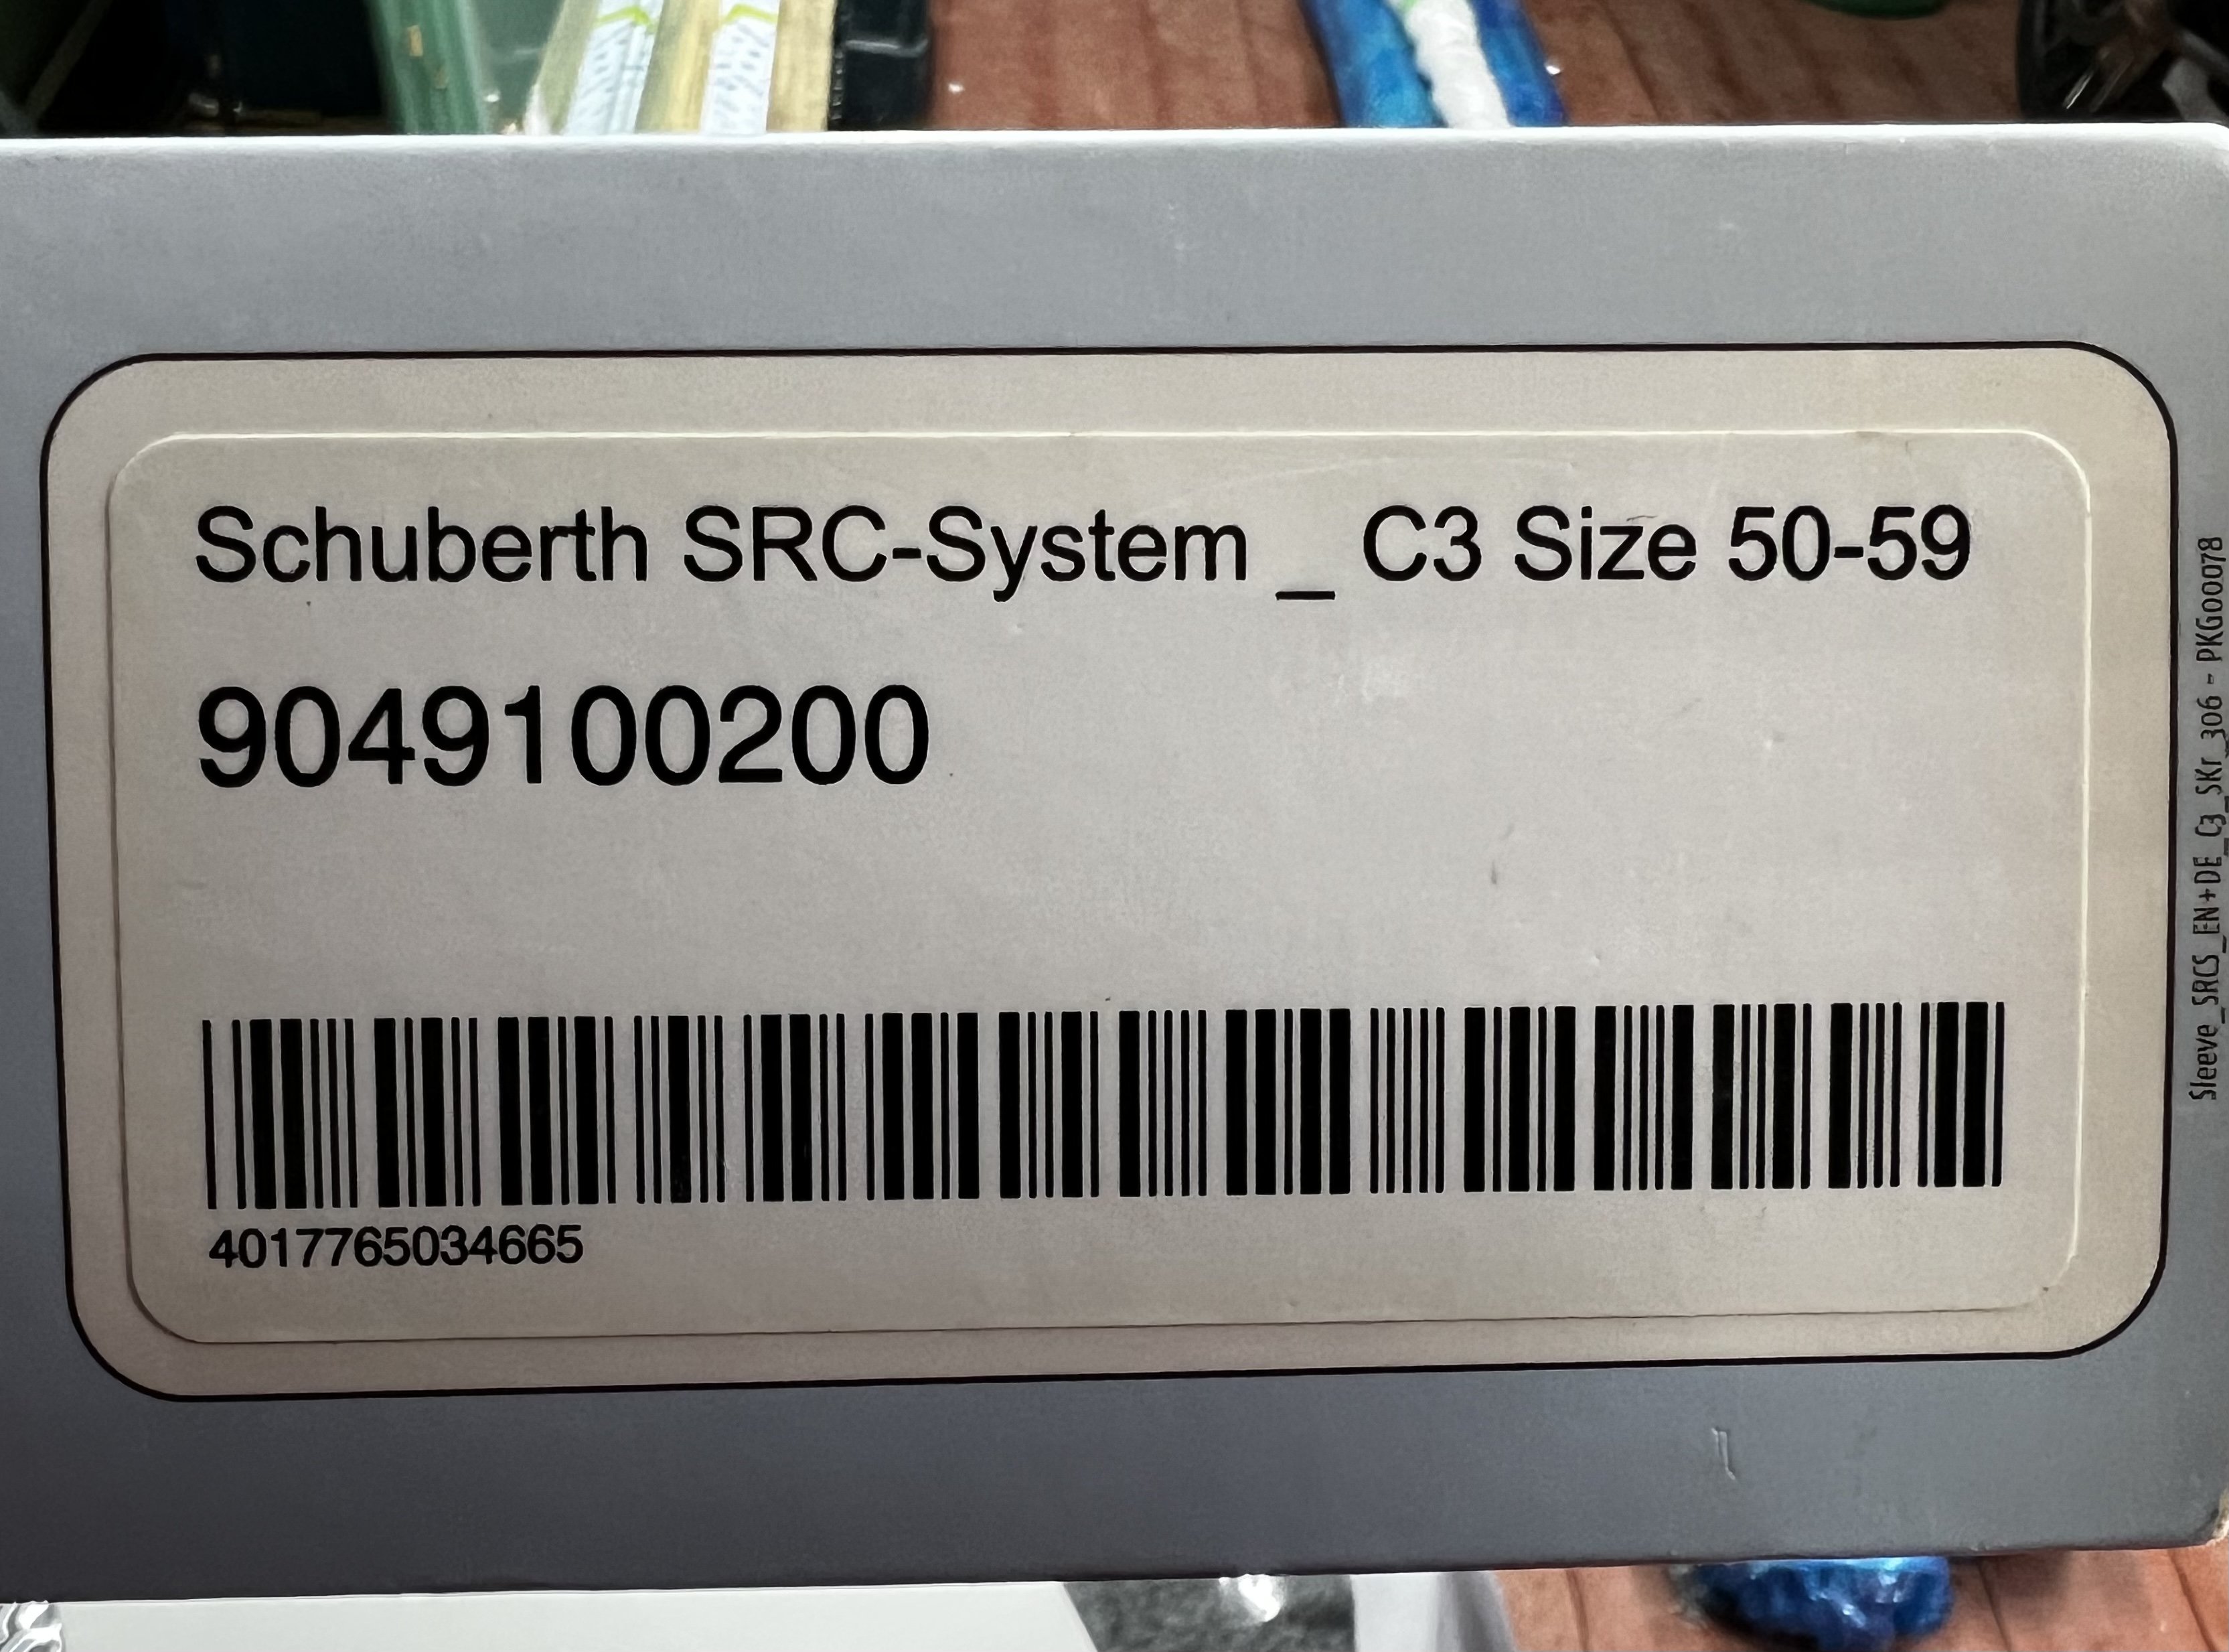 Schuberth SRC-System _ C3 Size 50-59
9049100200
4017765034665
Sleeve_SRCS_EN+DE_C3_SKr_306 - PKG00078